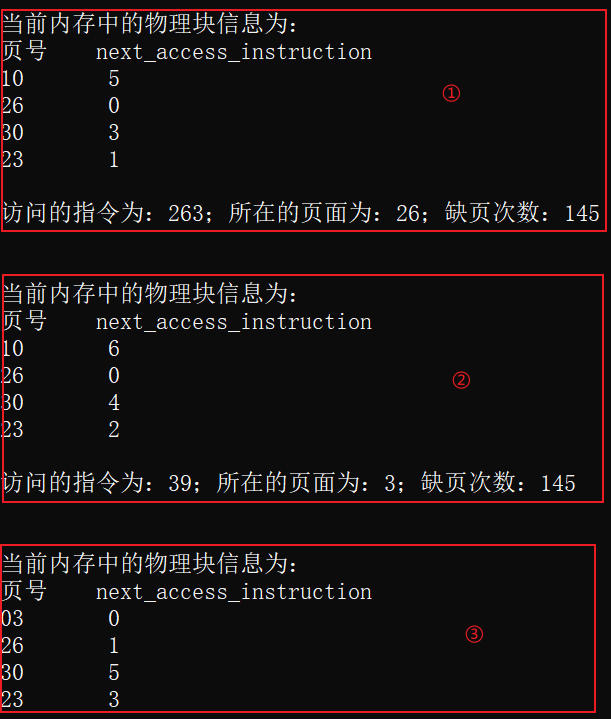 当前内存中的物理块信息为:
页号 next_access_instruction
10 5
26 0
30 3
23 1
①
访问的指令为: 263; 所在的页面为: 26; 缺页次数: 145
当前内存中的物理块信息为:
页号 next_access_instruction
10 6
26 0
30 4
23 2
②
访问的指令为: 39; 所在的页面为: 3; 缺页次数: 145
当前内存中的物理块信息为:
页号 next_access_instruction
03 0
26 1
30 5
23 3
③